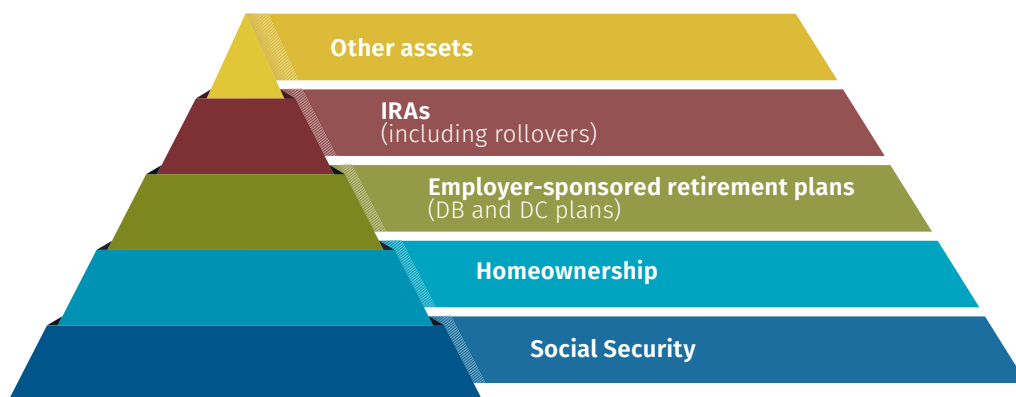 Other assets
IRAs
(including rollovers)
Employer-sponsored retirement plans
(DB and DC plans)
Homeownership
Social Security